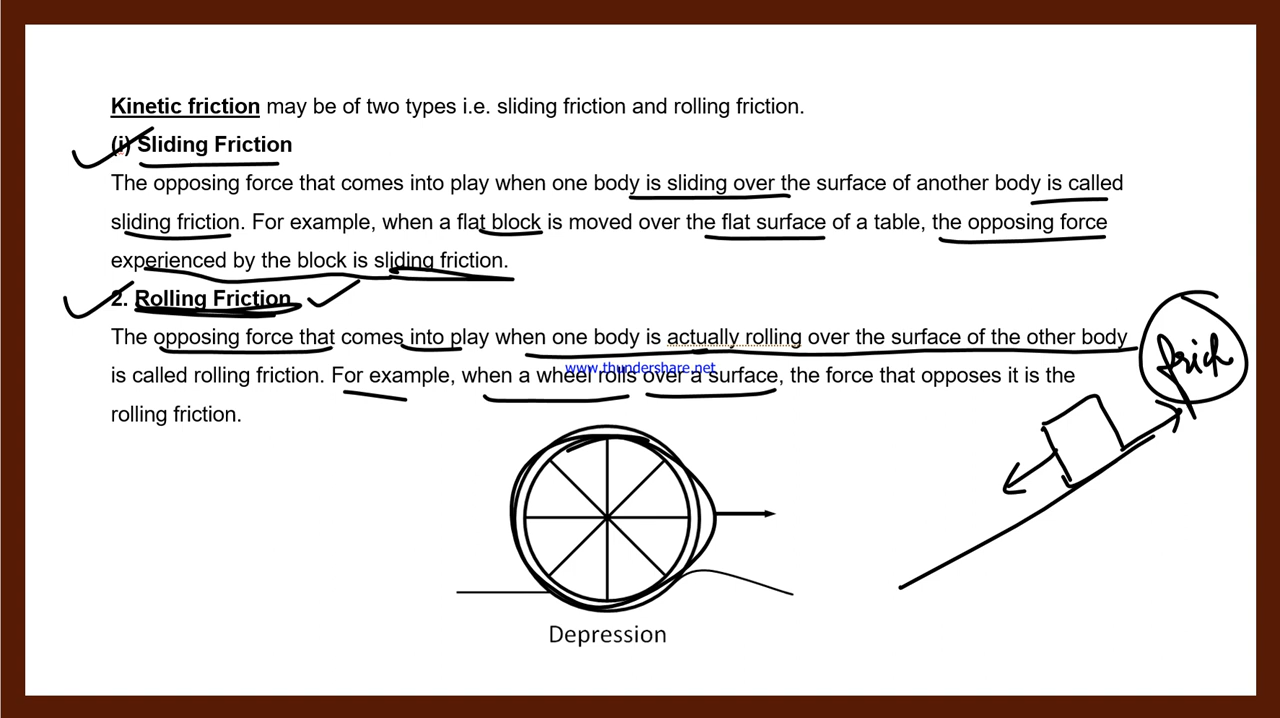 Kinetic friction may be of two types i.e. sliding friction and rolling friction.
(i) Sliding Friction
The opposing force that comes into play when one body is sliding over the surface of another body is called
sliding friction. For example, when a flat block is moved over the flat surface of a table, the opposing force
experienced by the block is sliding friction.
2. Rolling Friction
The opposing force that comes into play when one body is actually rolling over the surface of the other body
www.thundershare.net
is called rolling friction. For example, when a wheel rolls over a surface, the force that opposes it is the
rolling friction.
Depression